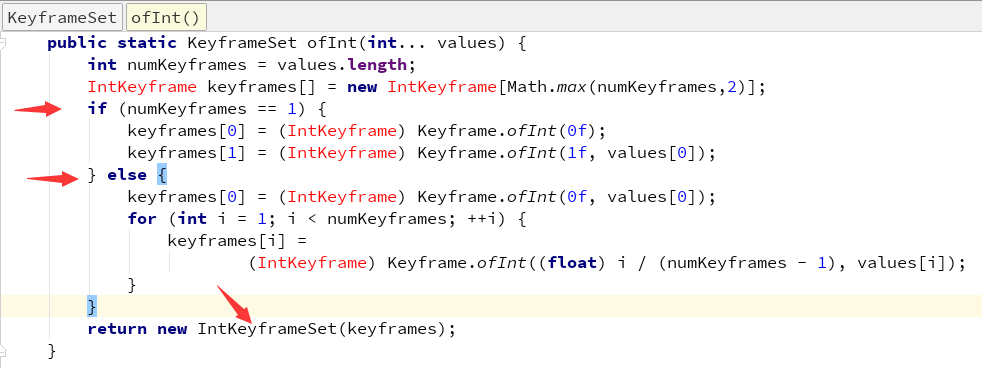 KeyframeSet ofInt()
public static KeyframeSet ofInt(int... values) {
int numKeyframes = values.length;
IntKeyframe keyframes[] = new IntKeyframe[Math.max(numKeyframes,2)];
if (numKeyframes == 1) {
keyframes[0] = (IntKeyframe) Keyframe.ofInt(0f);
keyframes[1] = (IntKeyframe) Keyframe.ofInt(1f, values[0]);
} else {
keyframes[0] = (IntKeyframe) Keyframe.ofInt(0f, values[0]);
for (int i = 1; i < numKeyframes; ++i) {
keyframes[i] =
(IntKeyframe) Keyframe.ofInt((float) i / (numKeyframes - 1), values[i]);
}
}
return new IntKeyframeSet(keyframes);
}